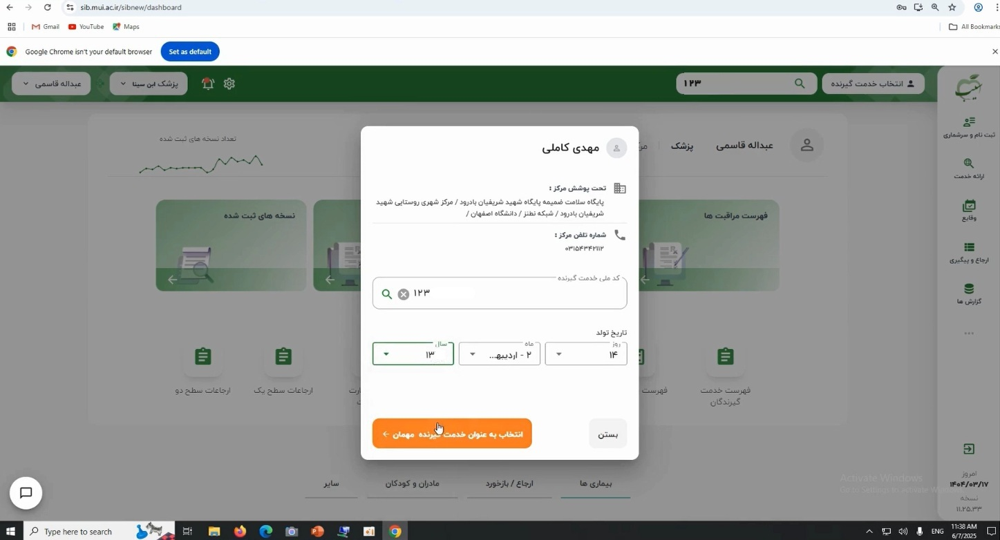 sib.mui.ac.ir/sibnew/dashboard
Gmail YouTube Maps
All Bookmarks
Google Chrome isn't your default browser Set as default
انتخاب خدمت گیرنده
۱۲۳
پزشک ابن سینا
عبداله قاسمی
ثبت نام و سرشماری
ارائه خدمت
وقایع
ارجاع و پیگیری
گزارش ها
امروز
۱۴۰۴/۰۳/۱۷
نسخه
۱۱.۲۵.۳۳
عبداله قاسمی
پزشک
تعداد نسخه های ثبت شده
فهرست مراقبت ها
نسخه های ثبت شده
مهدی کاملی
تحت پوشش مرکز :
پایگاه سلامت ضمیمه پایگاه شهید شریفیان بادرود / مرکز شهری روستایی شهید
شریفیان بادرود / شبکه نطنز / دانشگاه اصفهان /
شماره تلفن مرکز :
۰۳۱۵۴۳۴۲۱۱۲
کد ملی خدمت گیرنده
۱۲۳
تاریخ تولد
روز
۱۴
ماه
۲ - اردیبه...
سال
۱۳
بستن
انتخاب به عنوان خدمت گیرنده مهمان
فهرست خدمت
گیرندگان
فهرست
ارجاعات سطح یک
ارجاعات سطح دو
بیماری ها
ارجاع / بازخورد
مادران و کودکان
سایر
Activate Windows
Go to Settings to activate Windows.
Type here to search
ENG
11:38 AM
6/7/2025